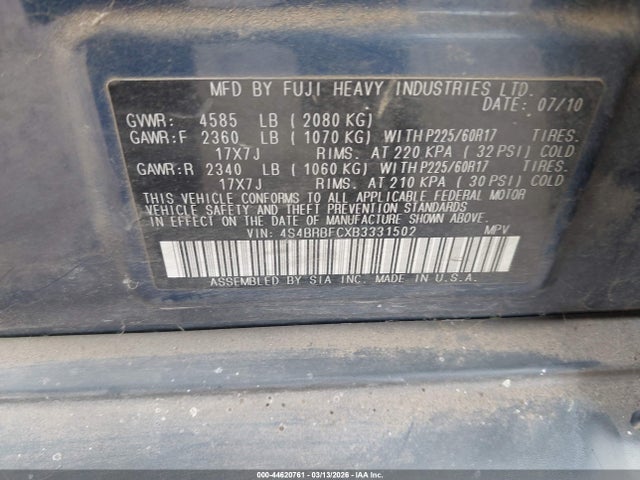 MFD BY FUJI HEAVY INDUSTRIES LTD.
DATE: 07/10
GVWR: 4585 LB ( 2080 KG)
GAWR:F 2360 LB ( 1070 KG) WITH P225/60R17 TIRES.
17X7J RIMS. AT 220 KPA ( 32 PSI) COLD
GAWR:R 2340 LB ( 1060 KG) WITH P225/60R17 TIRES.
17X7J RIMS. AT 210 KPA ( 30 PSI) COLD
THIS VEHICLE CONFORMS TO ALL APPLICABLE FEDERAL MOTOR
VEHICLE SAFETY AND THEFT PREVENTION STANDARDS
IN EFFECT ON THE DATE OF MANUFACTURE SHOWN ABOVE.
VIN: 4S4BRBFCXB3331502 MPV
ASSEMBLED BY SIA INC. MADE IN U.S.A.
000-44620761 - 03/13/2026 - IAA Inc.